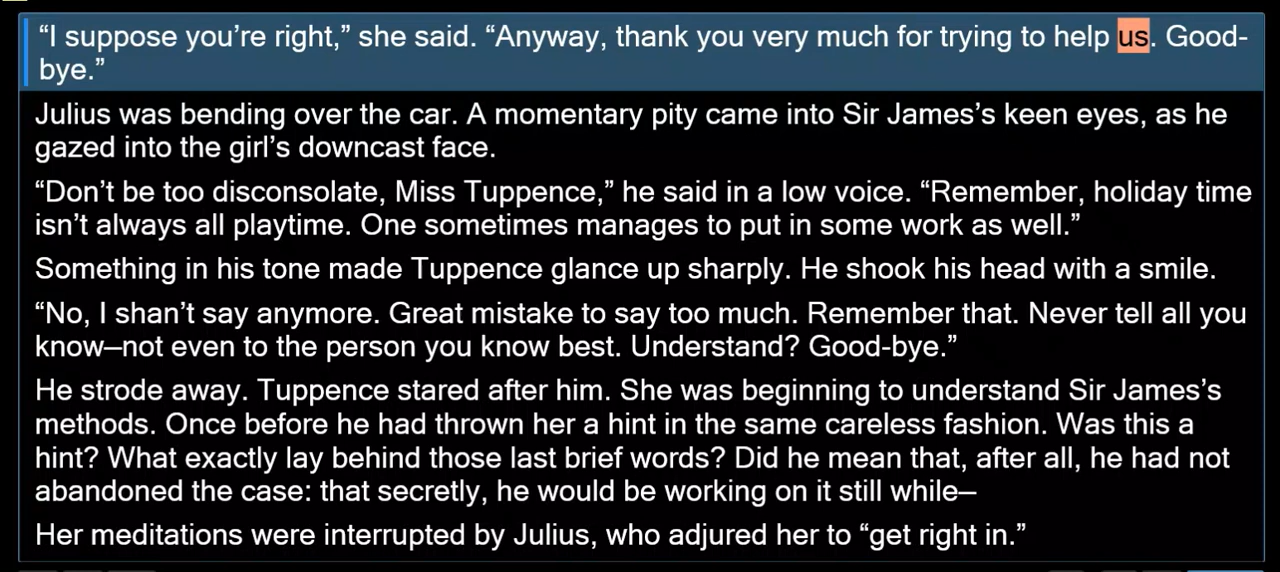 “I suppose you’re right,” she said. “Anyway, thank you very much for trying to help us. Good-
bye.”
Julius was bending over the car. A momentary pity came into Sir James’s keen eyes, as he
gazed into the girl’s downcast face.
“Don’t be too disconsolate, Miss Tuppence,” he said in a low voice. “Remember, holiday time
isn’t always all playtime. One sometimes manages to put in some work as well.”
Something in his tone made Tuppence glance up sharply. He shook his head with a smile.
“No, I shan’t say anymore. Great mistake to say too much. Remember that. Never tell all you
know—not even to the person you know best. Understand? Good-bye.”
He strode away. Tuppence stared after him. She was beginning to understand Sir James’s
methods. Once before he had thrown her a hint in the same careless fashion. Was this a
hint? What exactly lay behind those last brief words? Did he mean that, after all, he had not
abandoned the case: that secretly, he would be working on it still while—
Her meditations were interrupted by Julius, who adjured her to “get right in.”